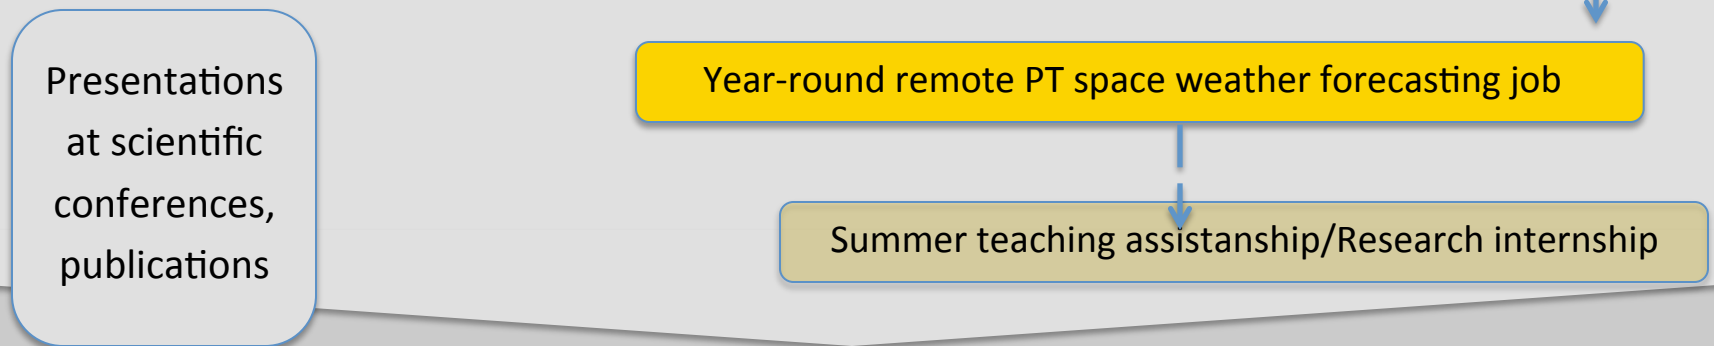 Presentations
at scientific
conferences,
publications
Year-round remote PT space weather forecasting job
Summer teaching assistanship/Research internship